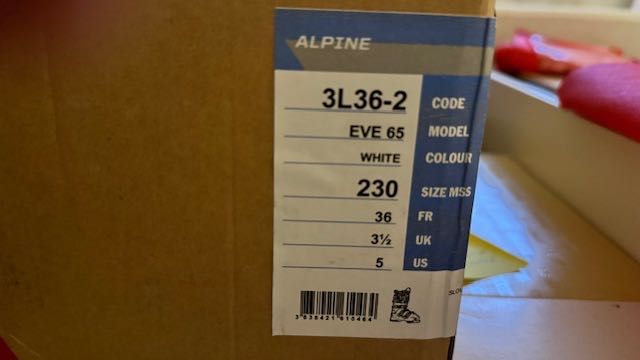 ALPINE
3L36-2 CODE
EVE 65 MODEL
WHITE COLOUR
230 SIZE MSS
36 FR
3½ UK
5 US